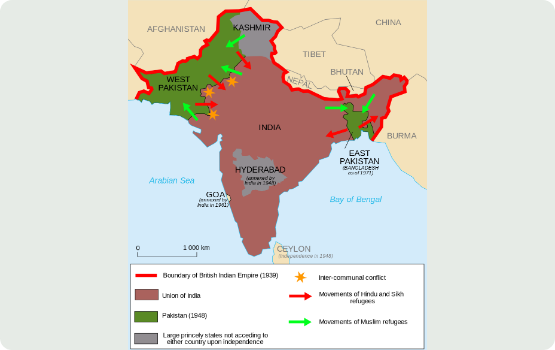 CHINA
AFGHANISTAN
KASHMIR
TIBET
WEST
PAKISTAN
NEPAL
BHUTAN
INDIA
BURMA
EAST
PAKISTAN
(BANGLADESH
as of 1971)
HYDERABAD
(annexed by
India in 1948)
Arabian Sea
GOA
(annexed by
India in 1961)
Bay of Bengal
0 1 000 km
CEYLON
(independence in 1948)
Boundary of British Indian Empire (1939)
Union of India
Pakistan (1948)
Large princely states not acceding to
either country upon independence
Inter-communal conflict
Movements of Hindu and Sikh
refugees
Movements of Muslim refugees